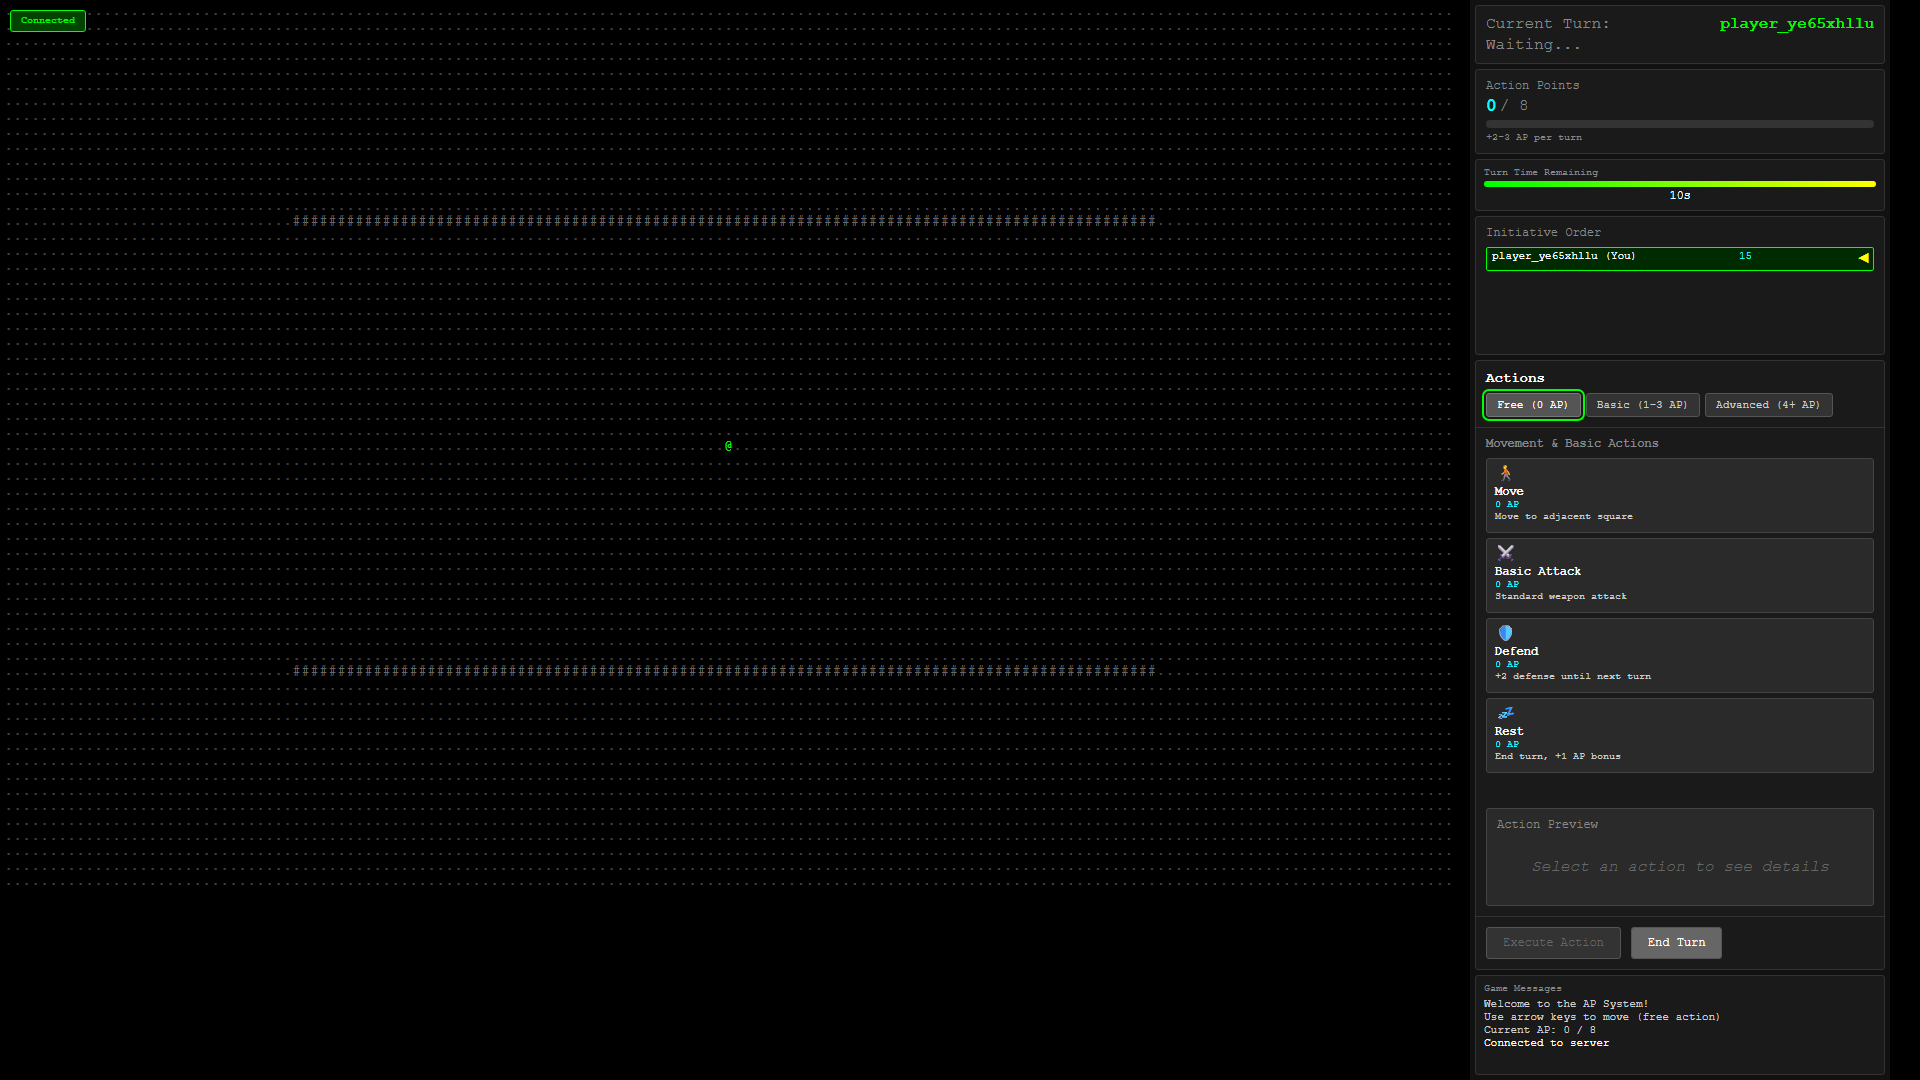 Connected
################################################################################################
@
################################################################################################
Current Turn: player_ye65xhllu
Waiting...
Action Points
0 / 8
+2-3 AP per turn
Turn Time Remaining
10s
Initiative Order
player_ye65xhllu (You) 15 ◀
Actions
Free (0 AP) Basic (1-3 AP) Advanced (4+ AP)
Movement & Basic Actions
Move
0 AP
Move to adjacent square
Basic Attack
0 AP
Standard weapon attack
Defend
0 AP
+2 defense until next turn
Rest
0 AP
End turn, +1 AP bonus
Action Preview
Select an action to see details
Execute Action End Turn
Game Messages
Welcome to the AP System!
Use arrow keys to move (free action)
Current AP: 0 / 8
Connected to server